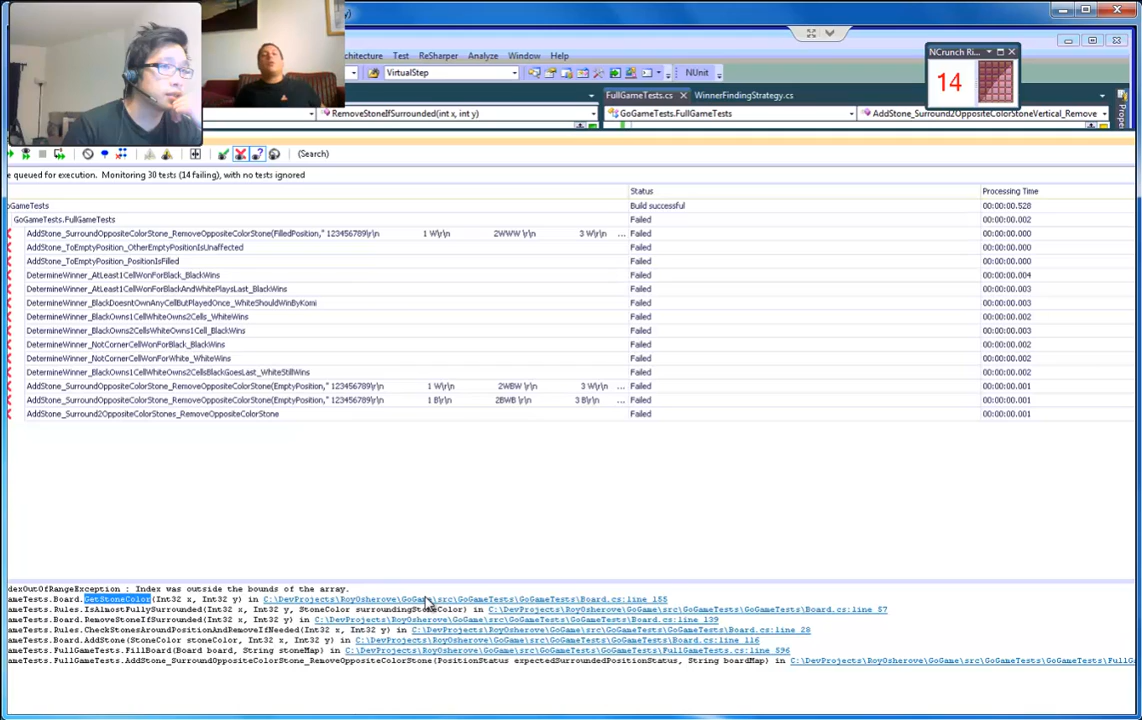 y)
chitecture Test ReSharper Analyze Window Help
VirtualStep NUnit
NCrunch Ri...
14
FullGameTests.cs WinnerFindingStrategy.cs
RemoveStoneIfSurrounded(int x, int y) GoGameTests.FullGameTests AddStone_Surround2OppositeColorStoneVertical_Remove
Prope
(Search)
e queued for execution. Monitoring 30 tests (14 failing), with no tests ignored
Status Processing Time
oGameTests Build successful 00:00:00.528
GoGameTests.FullGameTests Failed 00:00:00.002
AddStone_SurroundOppositeColorStone_RemoveOppositeColorStone(FilledPosition," 123456789\r\n 1 W\r\n 2WWW \r\n 3 W\r\n ... Failed 00:00:00.000
AddStone_ToEmptyPosition_OtherEmptyPositionIsUnaffected Failed 00:00:00.000
AddStone_ToEmptyPosition_PositionIsFilled Failed 00:00:00.000
DetermineWinner_AtLeast1CellWonForBlack_BlackWins Failed 00:00:00.004
DetermineWinner_AtLeast1CellWonForBlackAndWhitePlaysLast_BlackWins Failed 00:00:00.003
DetermineWinner_BlackDoesntOwnAnyCellButPlayedOnce_WhiteShouldWinByKomi Failed 00:00:00.003
DetermineWinner_BlackOwns1CellWhiteOwns2Cells_WhiteWins Failed 00:00:00.002
DetermineWinner_BlackOwns2CellsWhiteOwns1Cell_BlackWins Failed 00:00:00.003
DetermineWinner_NotCornerCellWonForBlack_BlackWins Failed 00:00:00.002
DetermineWinner_NotCornerCellWonForWhite_WhiteWins Failed 00:00:00.002
DetermineWinner_BlackOwns1CellWhiteOwns2CellsBlackGoesLast_WhiteStillWins Failed 00:00:00.002
AddStone_SurroundOppositeColorStone_RemoveOppositeColorStone(EmptyPosition," 123456789\r\n 1 W\r\n 2WBW \r\n 3 W\r\n ... Failed 00:00:00.001
AddStone_SurroundOppositeColorStone_RemoveOppositeColorStone(EmptyPosition," 123456789\r\n 1 B\r\n 2BWB \r\n 3 B\r\n ... Failed 00:00:00.001
AddStone_Surround2OppositeColorStones_RemoveOppositeColorStone Failed
dexOutOfRangeException : Index was outside the bounds of the array.
ameTests.Board.GetStoneColor(Int32 x, Int32 y) in C:\DevProjects\RoyOsherove\GoGame\src\GoGameTests\GoGameTests\Board.cs:line 155
ameTests.Rules.IsAlmostFullySurrounded(Int32 x, Int32 y, StoneColor surroundingStoneColor) in C:\DevProjects\RoyOsherove\GoGame\src\GoGameTests\GoGameTests\Board.cs:line 57
ameTests.Board.RemoveStoneIfSurrounded(Int32 x, Int32 y) in C:\DevProjects\RoyOsherove\GoGame\src\GoGameTests\GoGameTests\Board.cs:line 139
ameTests.Rules.CheckStonesAroundPositionAndRemoveIfNeeded(Int32 x, Int32 y) in C:\DevProjects\RoyOsherove\GoGame\src\GoGameTests\GoGameTests\Board.cs:line 28
ameTests.Board.AddStone(StoneColor stoneColor, Int32 x, Int32 y) in C:\DevProjects\RoyOsherove\GoGame\src\GoGameTests\GoGameTests\Board.cs:line 116
ameTests.FullGameTests.FillBoard(Board board, String stoneMap) in C:\DevProjects\RoyOsherove\GoGame\src\GoGameTests\GoGameTests\FullGameTests.cs:line 596
ameTests.FullGameTests.AddStone_SurroundOppositeColorStone_RemoveOppositeColorStone(PositionStatus expectedSurroundedPositionStatus, String boardMap) in C:\DevProjects\RoyOsherove\GoGame\src\GoGameTests\GoGameTests\FullG